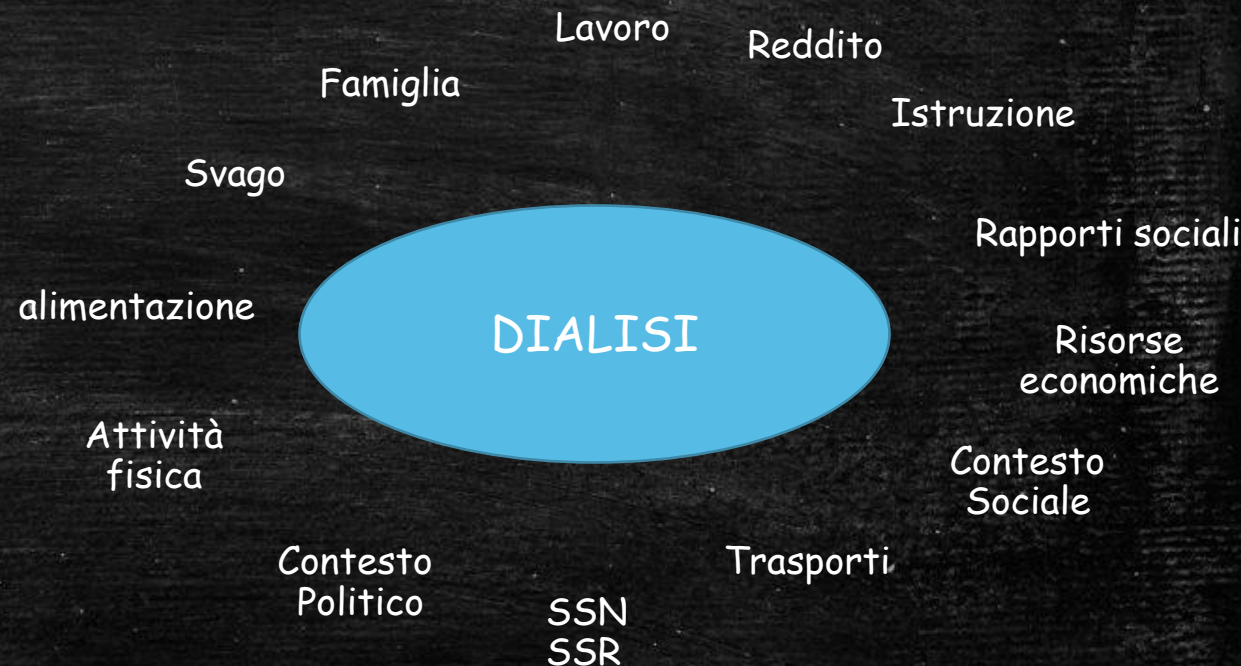 Lavoro
Reddito
Famiglia
Istruzione
Svago
Rapporti sociali
alimentazione
DIALISI
Risorse
economiche
Attività
fisica
Contesto
Sociale
Contesto
Politico
Trasporti
SSN
SSR